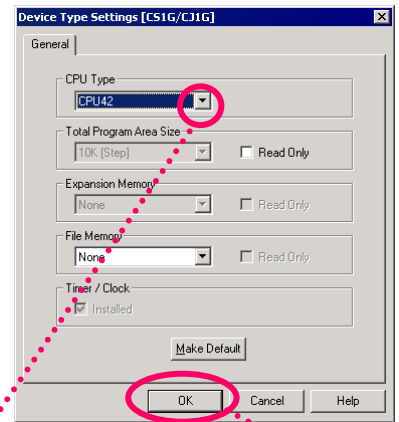 Device Type Settings [CS1G/CJ1G]
General
CPU Type
CPU42
Total Program Area Size
10K [Step]
Read Only
Expansion Memory
None
Read Only
File Memory
None
Read Only
Timer / Clock
Installed
Make Default
OK Cancel Help